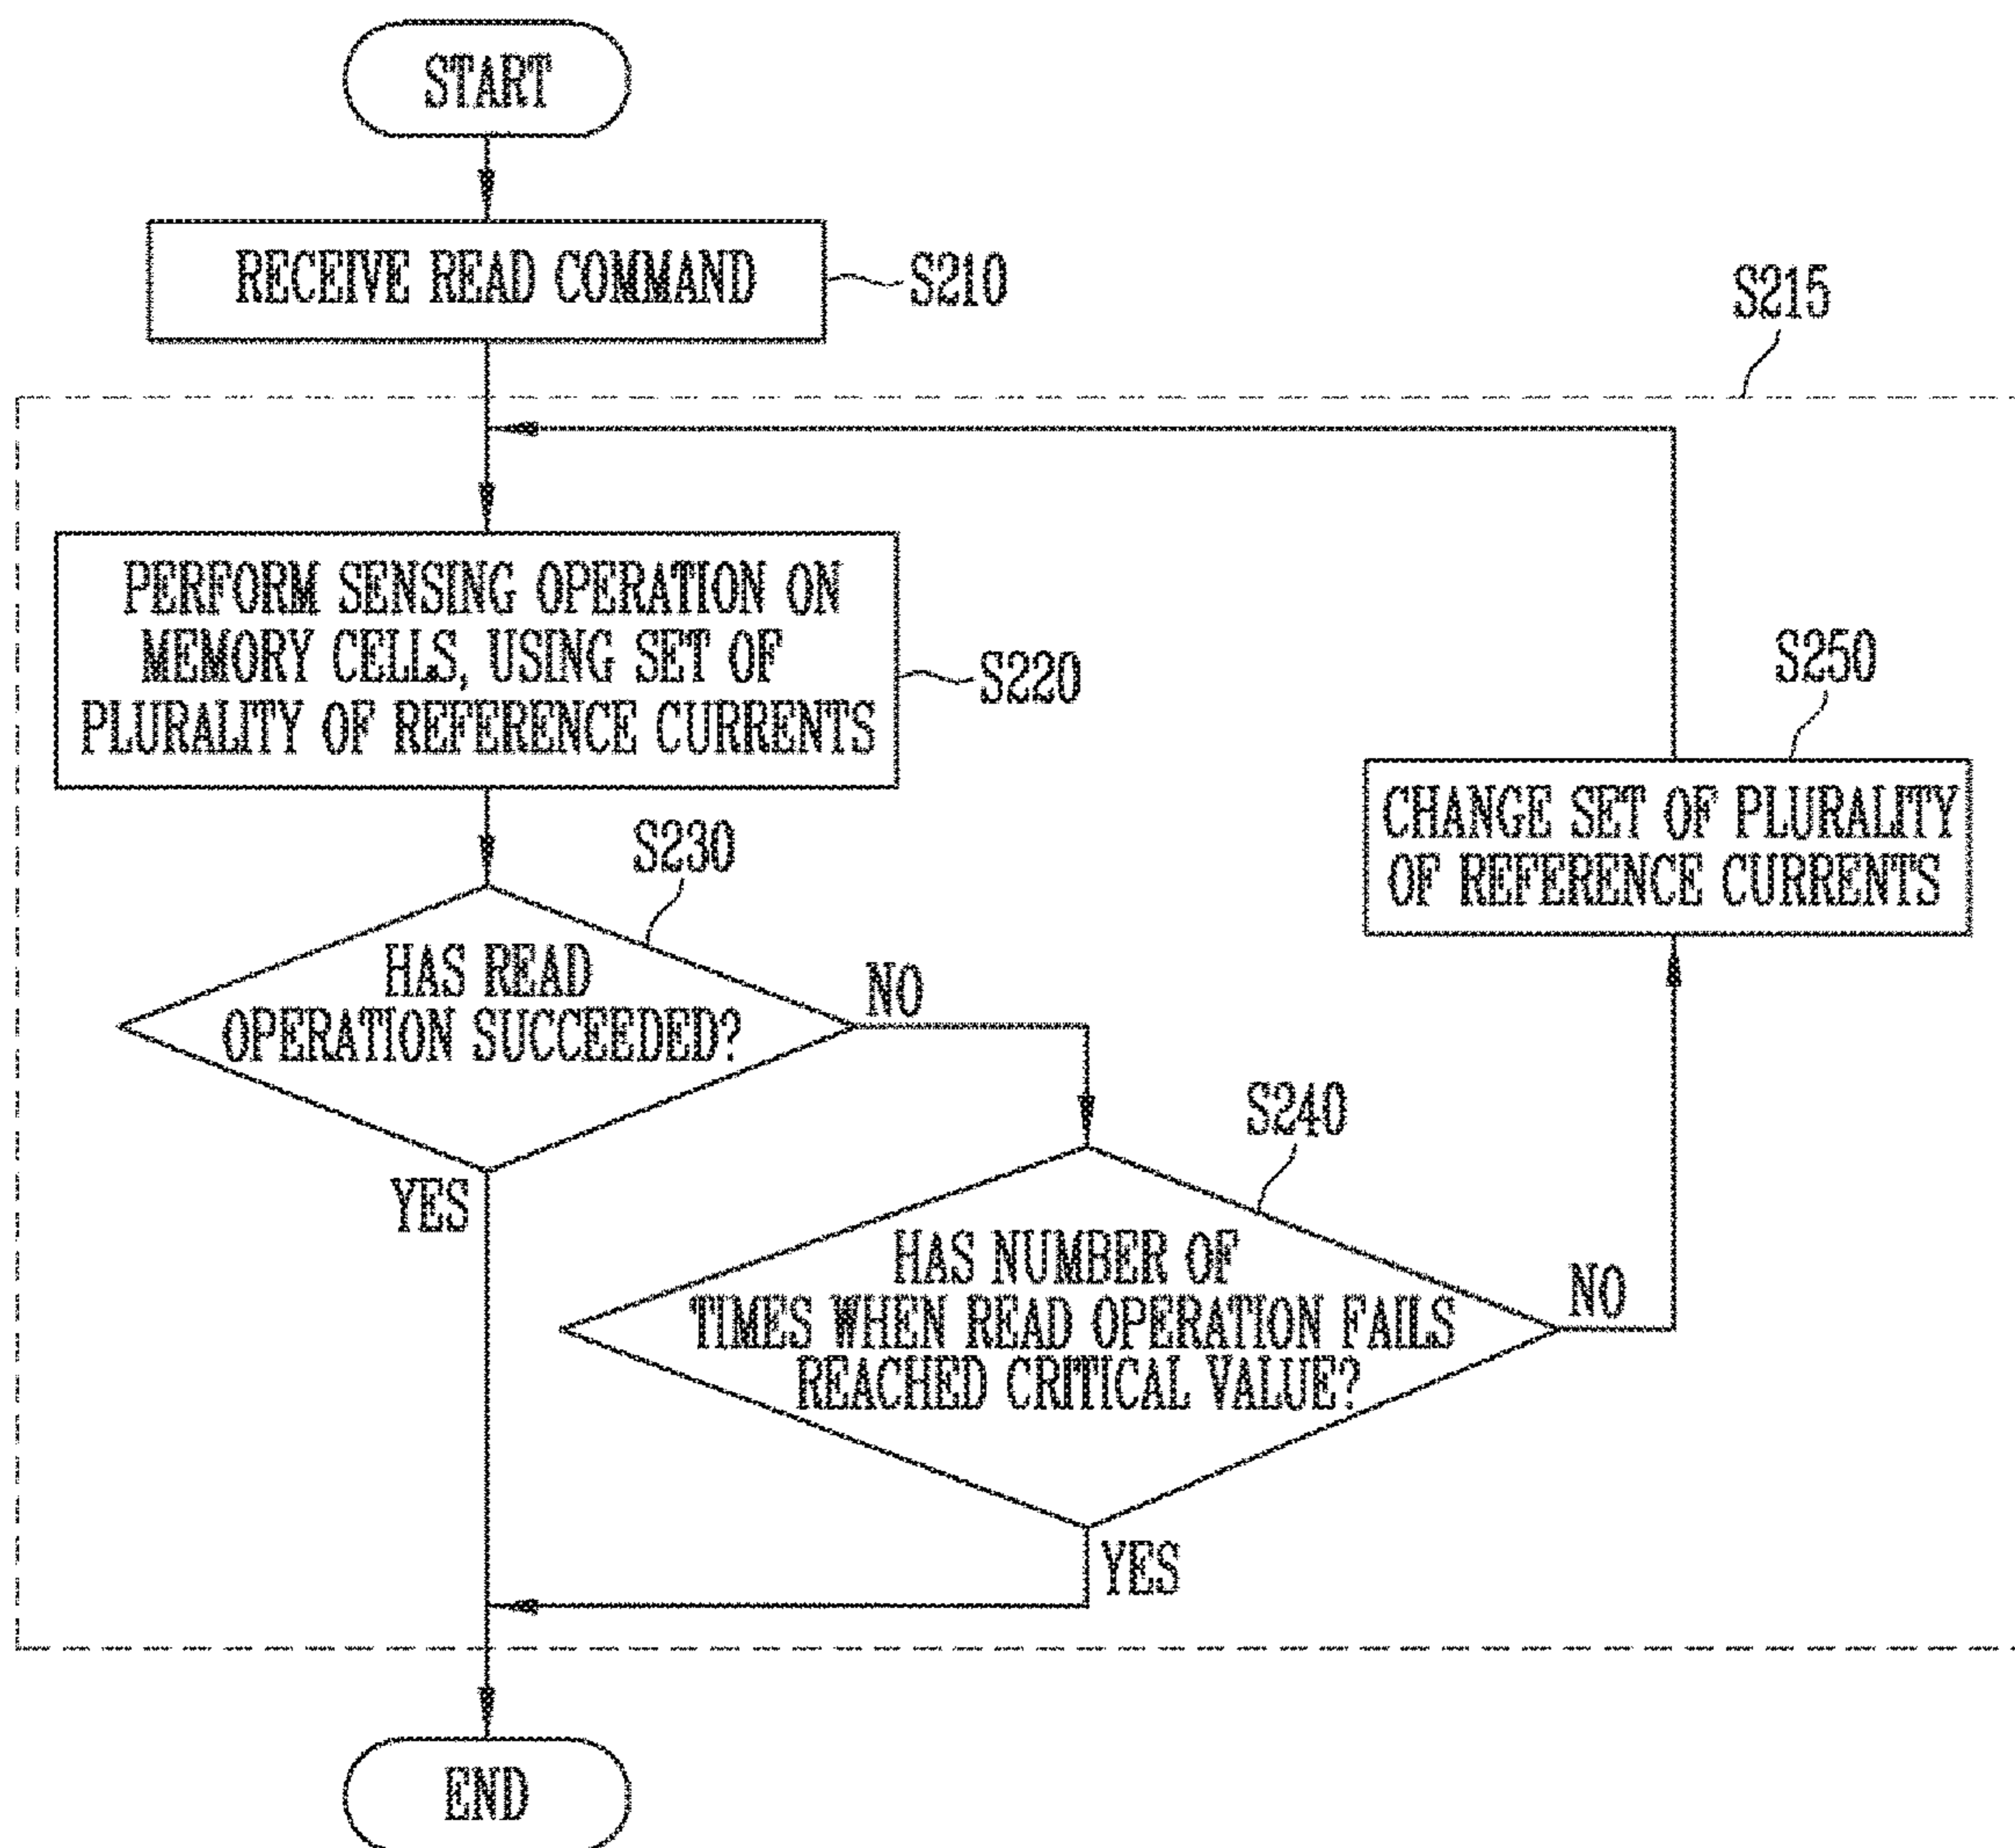 START
RECEIVE READ COMMAND
S210
S215
PERFORM SENSING OPERATION ON
MEMORY CELLS, USING SET OF
PLURALITY OF REFERENCE CURRENTS
S220
S250
CHANGE SET OF PLURALITY
OF REFERENCE CURRENTS
S230
HAS READ
OPERATION SUCCEEDED?
NO
YES
S240
HAS NUMBER OF
TIMES WHEN READ OPERATION FAILS
REACHED CRITICAL VALUE?
NO
YES
END